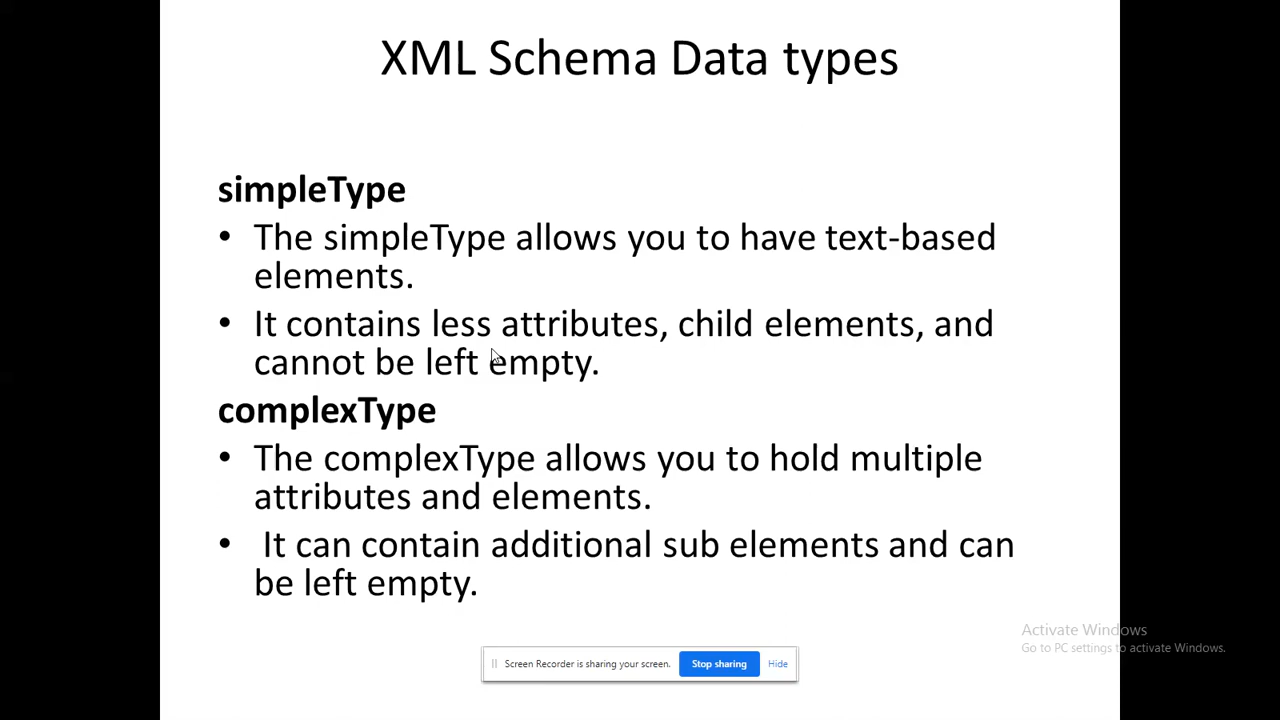 XML Schema Data types
simpleType
• The simpleType allows you to have text-based
elements.
• It contains less attributes, child elements, and
cannot be left empty.
complexType
• The complexType allows you to hold multiple
attributes and elements.
• It can contain additional sub elements and can
be left empty.
Activate Windows
Go to PC settings to activate Windows.
Screen Recorder is sharing your screen. Stop sharing Hide